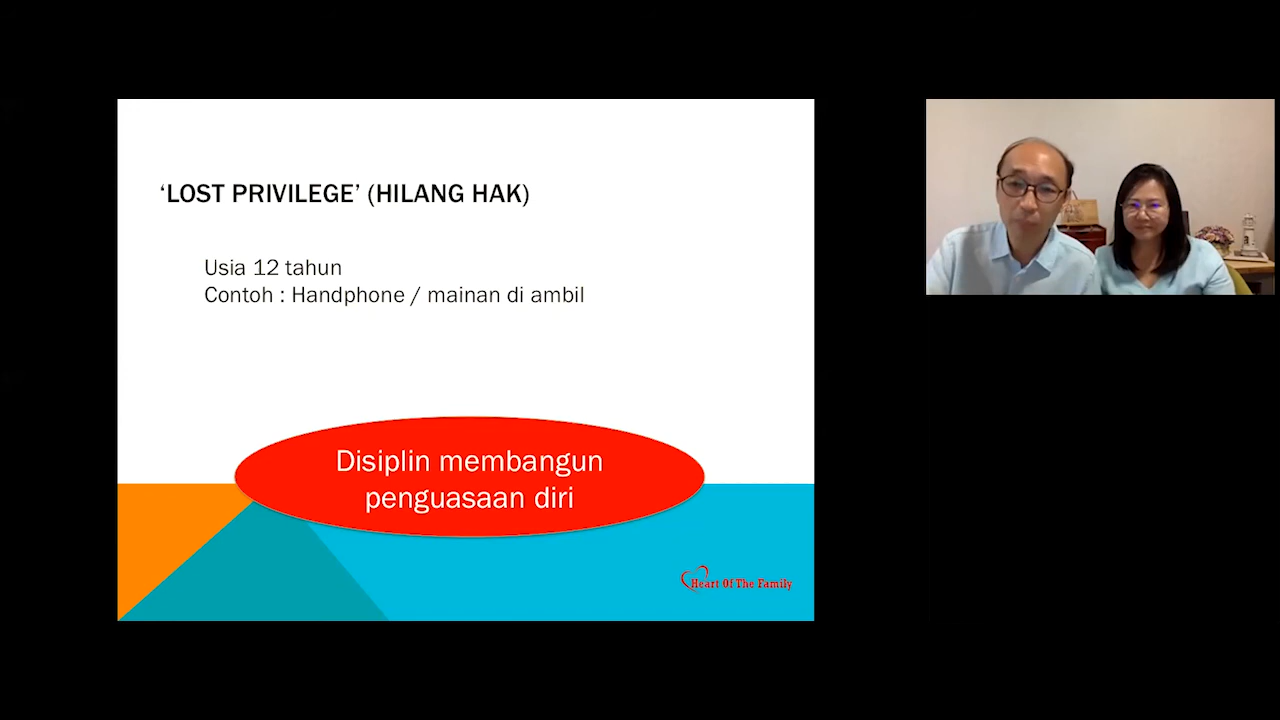 ‘LOST PRIVILEGE’ (HILANG HAK)
Usia 12 tahun
Contoh : Handphone / mainan di ambil
Disiplin membangun
penguasaan diri
Heart Of The Family